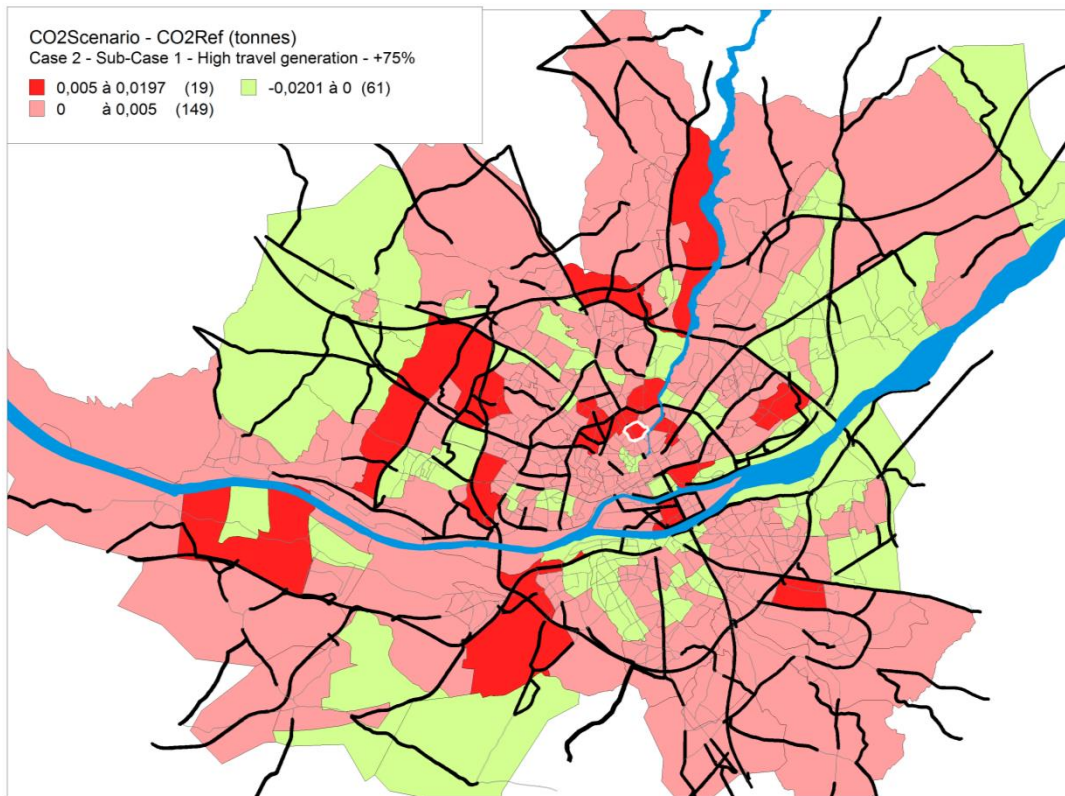 CO2Scenario - CO2Ref (tonnes)
Case 2 - Sub-Case 1 - High travel generation - +75%
0,005 à 0,0197 (19) -0,0201 à 0 (61)
0 à 0,005 (149)